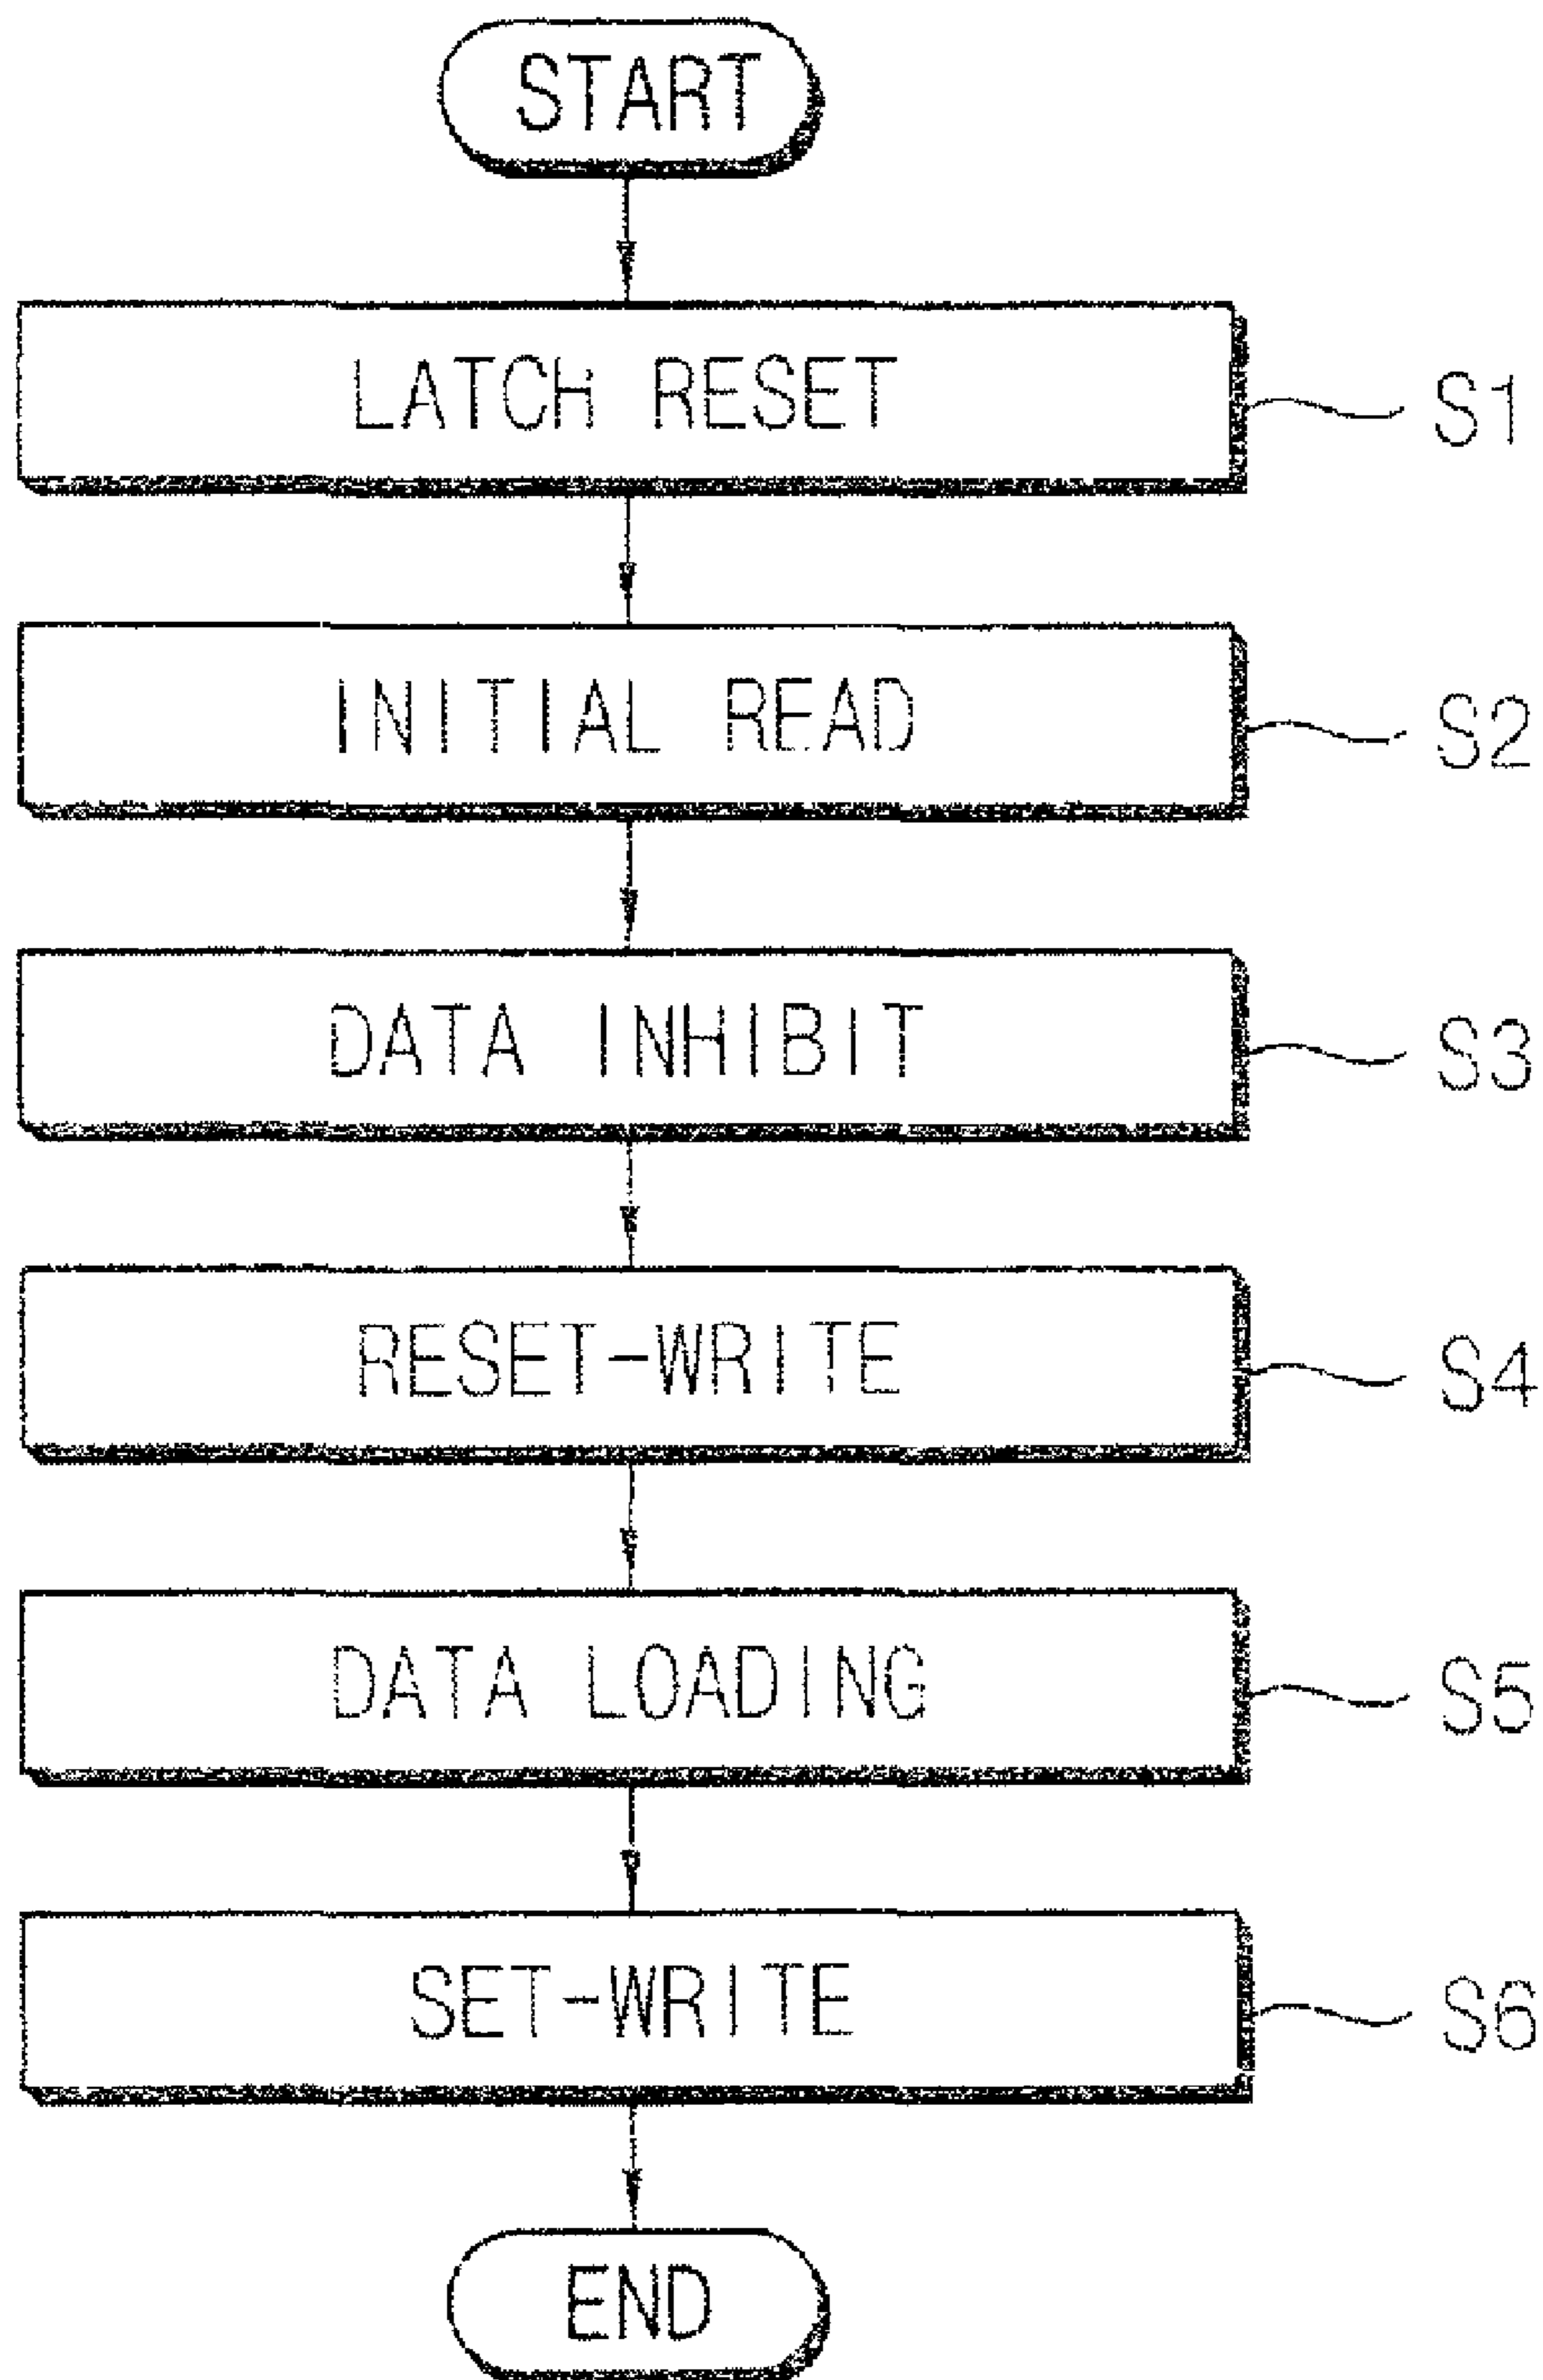 START
LATCH RESET
S1
INITIAL READ
S2
DATA INHIBIT
S3
RESET-WRITE
S4
DATA LOADING
S5
SET-WRITE
S6
END